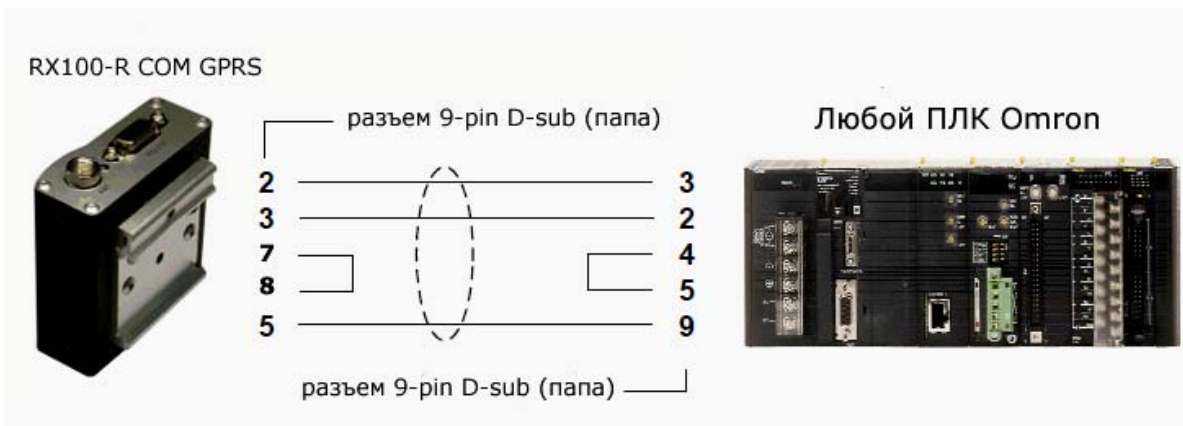 RX100-R COM GPRS
разъем 9-pin D-sub (папа)
Любой ПЛК Omron
2 3
3 2
7 4
8 5
5 9
разъем 9-pin D-sub (папа)